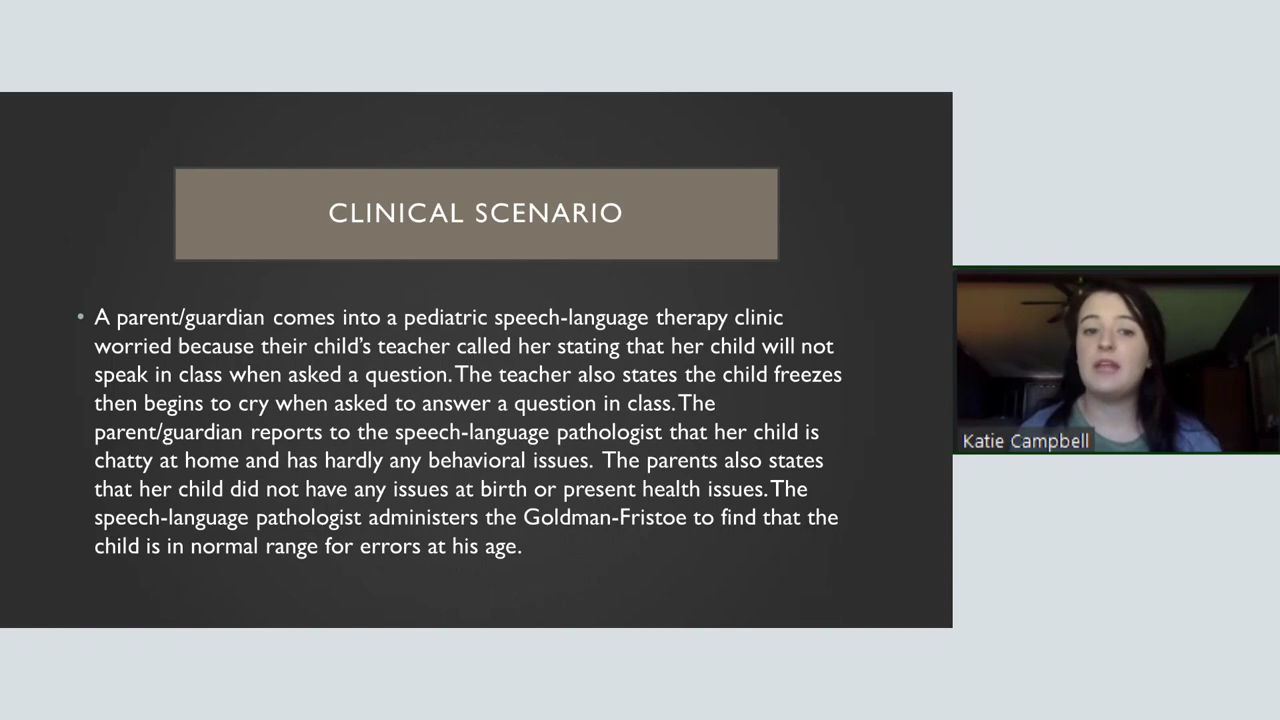 CLINICAL SCENARIO
• A parent/guardian comes into a pediatric speech-language therapy clinic
worried because their child's teacher called her stating that her child will not
speak in class when asked a question. The teacher also states the child freezes
then begins to cry when asked to answer a question in class. The
parent/guardian reports to the speech-language pathologist that her child is
chatty at home and has hardly any behavioral issues. The parents also states
that her child did not have any issues at birth or present health issues. The
speech-language pathologist administers the Goldman-Fristoe to find that the
child is in normal range for errors at his age.
Katie Campbell